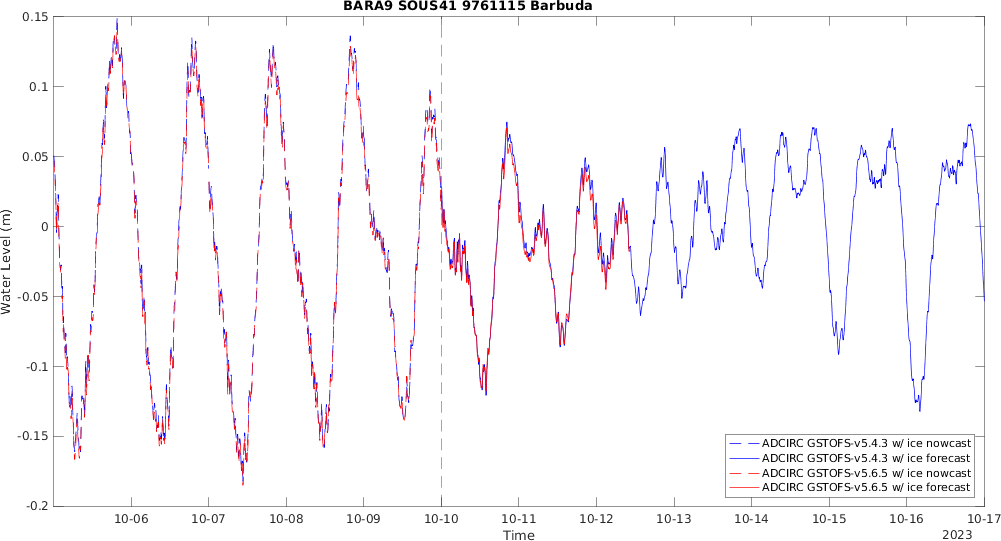 BARA9 SOUS41 9761115 Barbuda
0.15
0.1
0.05
0
-0.05
-0.1
-0.15
-0.2
Water Level (m)
ADCIRC GSTOFS-v5.4.3 w/ ice nowcast
ADCIRC GSTOFS-v5.4.3 w/ ice forecast
ADCIRC GSTOFS-v5.6.5 w/ ice nowcast
ADCIRC GSTOFS-v5.6.5 w/ ice forecast
10-06 10-07 10-08 10-09 10-10 10-11 10-12 10-13 10-14 10-15 10-16 10-17
Time
2023